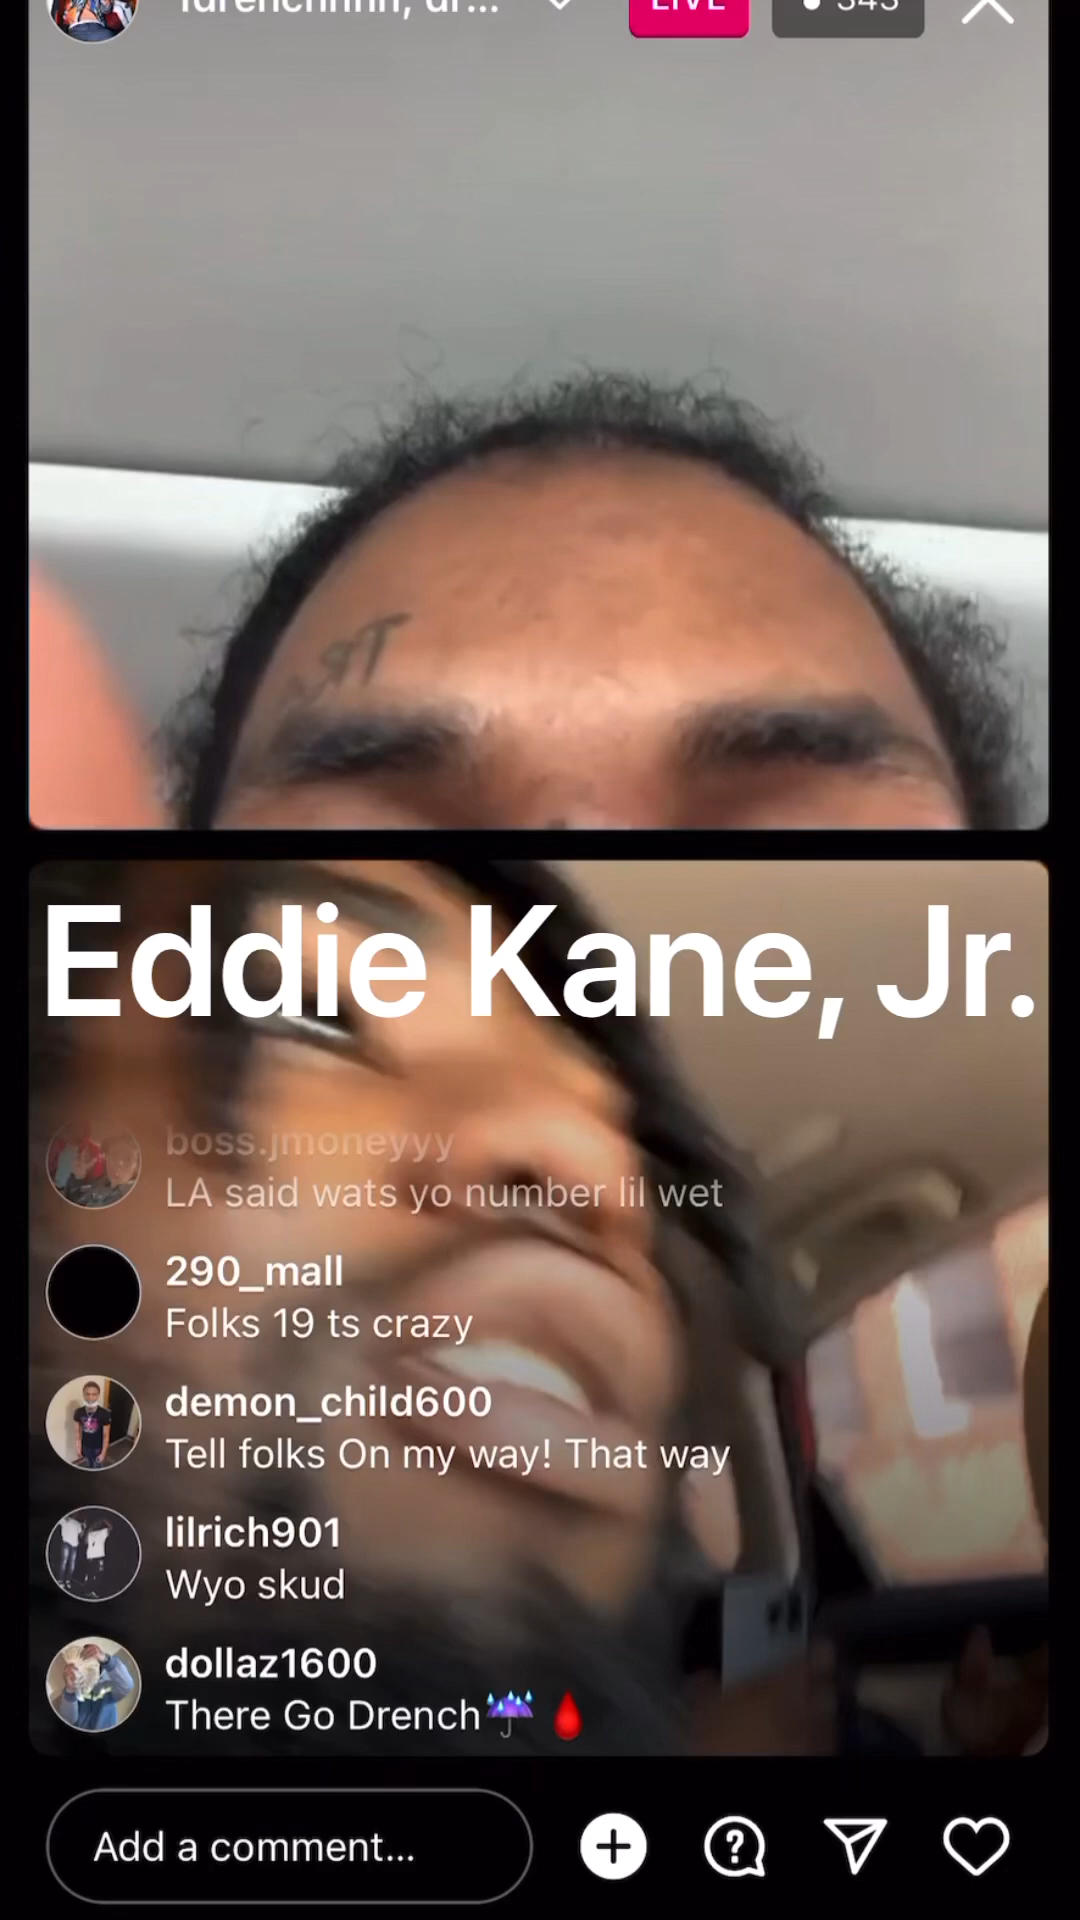 LIVE
343
Eddie Kane, Jr.
boss.jmoneyyy
LA said wats yo number lil wet
290_mall
Folks 19 ts crazy
demon_child600
Tell folks On my way! That way
lilrich901
Wyo skud
dollaz1600
There Go Drench☔🩸
Add a comment...